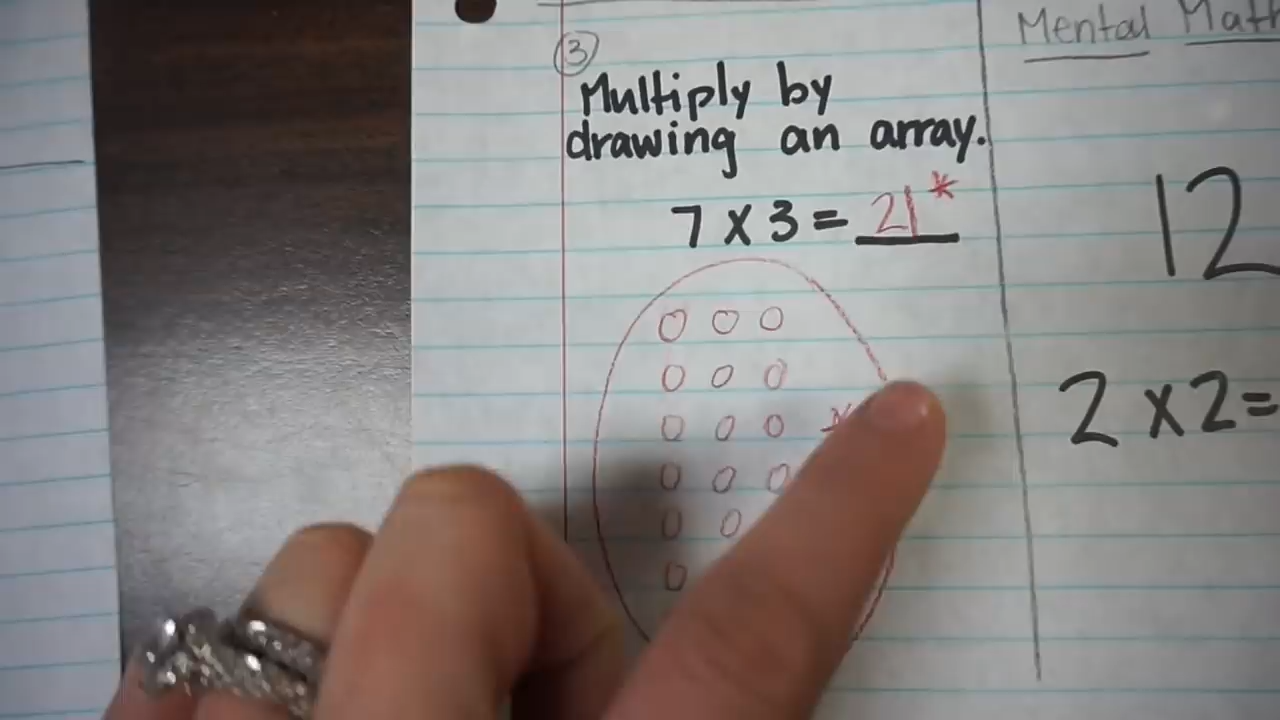 3
Multiply by
drawing an array.
7 x 3 = 21*
Mental Math
12
2 x 2 =